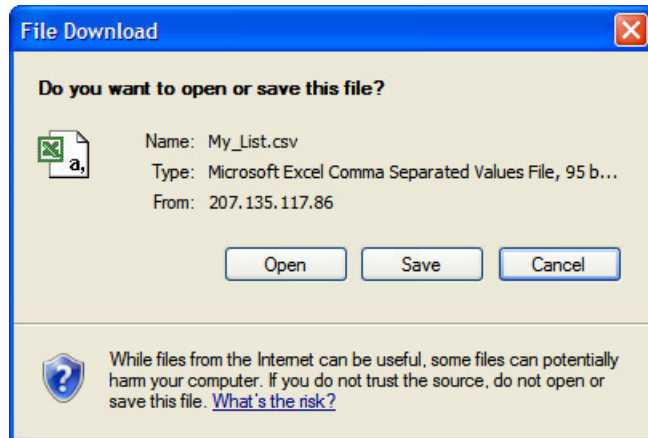 File Download
Do you want to open or save this file?
a,
Name: My_List.csv
Type: Microsoft Excel Comma Separated Values File, 95 b...
From: 207.135.117.86
Open Save Cancel
While files from the Internet can be useful, some files can potentially
harm your computer. If you do not trust the source, do not open or
save this file. What's the risk?